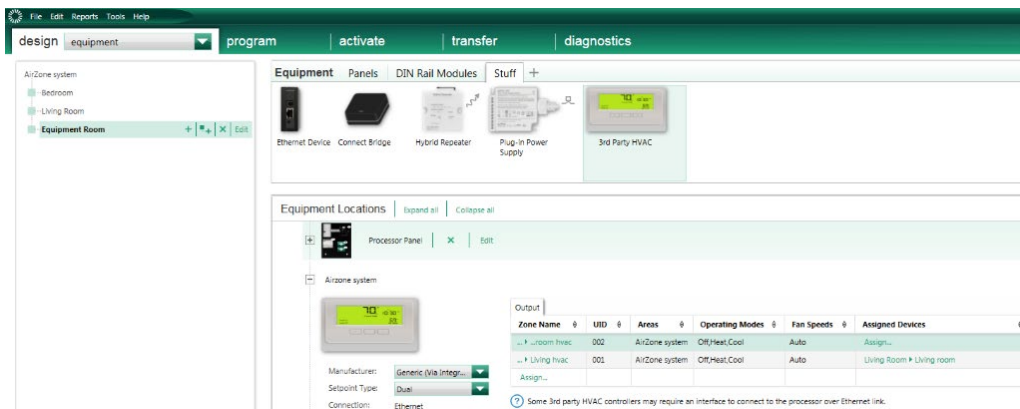 File Edit Reports Tools Help
design equipment program activate transfer diagnostics
AirZone system
Bedroom
Living Room
Equipment Room + × Edit
Equipment Panels DIN Rail Modules Stuff +
70
Ethernet Device Connect Bridge Hybrid Repeater Plug-In Power Supply 3rd Party HVAC
Equipment Locations Expand all Collapse all
Processor Panel × Edit
Airzone system
70
Output
Zone Name UID Areas Operating Modes Fan Speeds Assigned Devices
... ...room hvac 002 AirZone system Off,Heat,Cool Auto Assign...
... Living hvac 001 AirZone system Off,Heat,Cool Auto Living Room Living room
Assign...
Manufacturer: Generic (Via Integr...
Setpoint Type: Dual
Connection: Ethernet
? Some 3rd party HVAC controllers may require an interface to connect to the processor over Ethernet link.